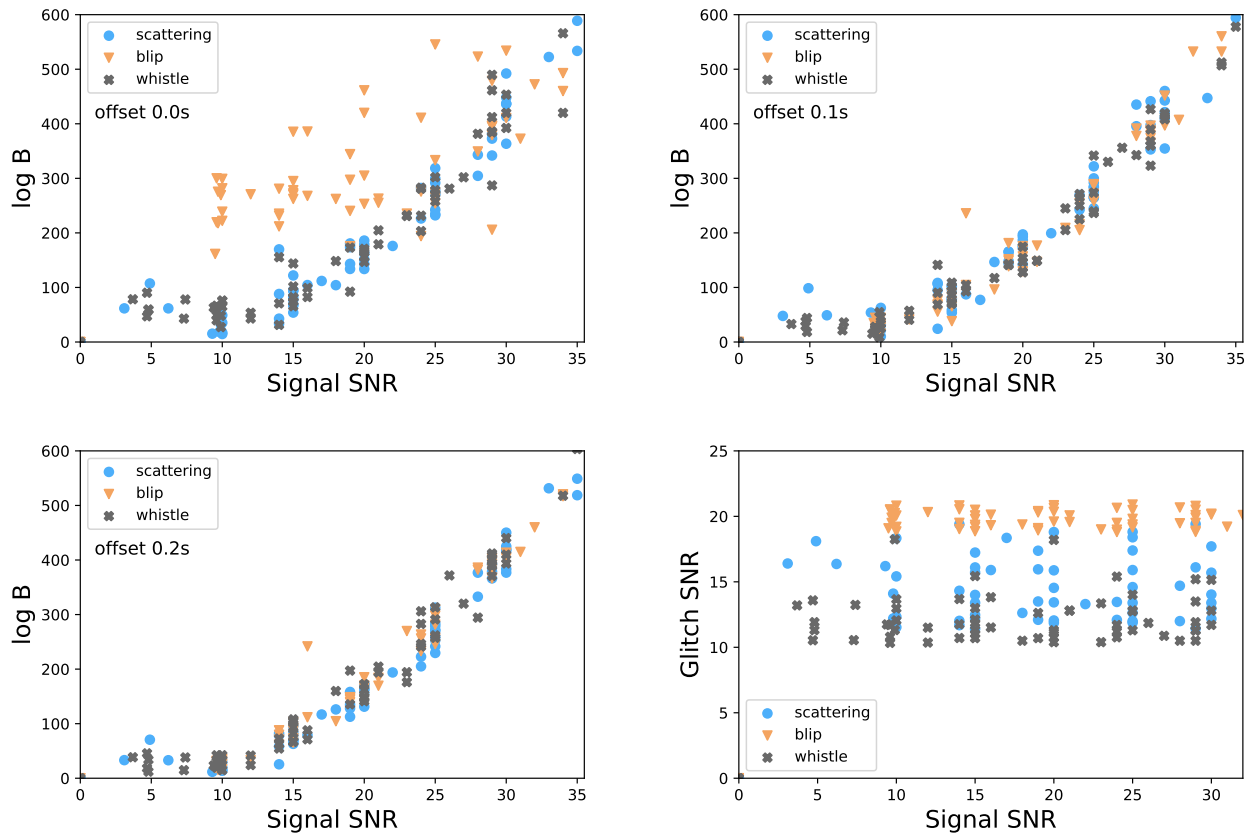 600
500
400
300
200
100
0
log B
scattering
blip
whistle
offset 0.0s
0 5 10 15 20 25 30 35
Signal SNR
600
500
400
300
200
100
0
log B
scattering
blip
whistle
offset 0.1s
0 5 10 15 20 25 30 35
Signal SNR
600
500
400
300
200
100
0
log B
scattering
blip
whistle
offset 0.2s
0 5 10 15 20 25 30 35
Signal SNR
25
20
15
10
5
0
Glitch SNR
scattering
blip
whistle
0 5 10 15 20 25 30
Signal SNR